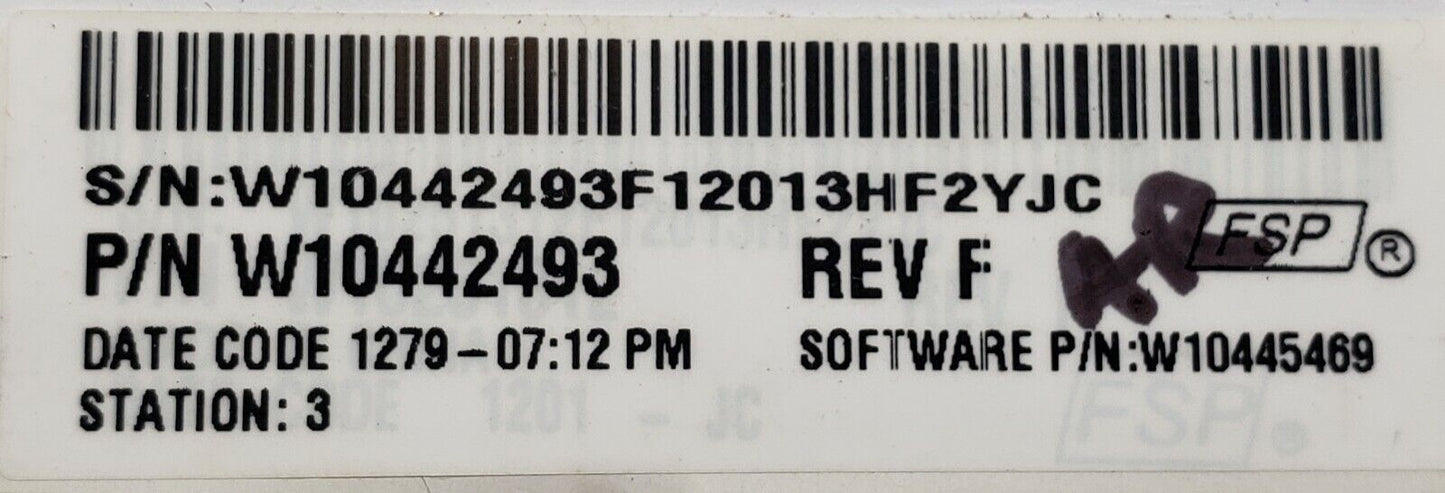 S/N:W10442493F12013HF2YJC
P/N W10442493 REV F FSP ®
DATE CODE 1279-07:12 PM SOFTWARE P/N:W10445469
STATION: 3